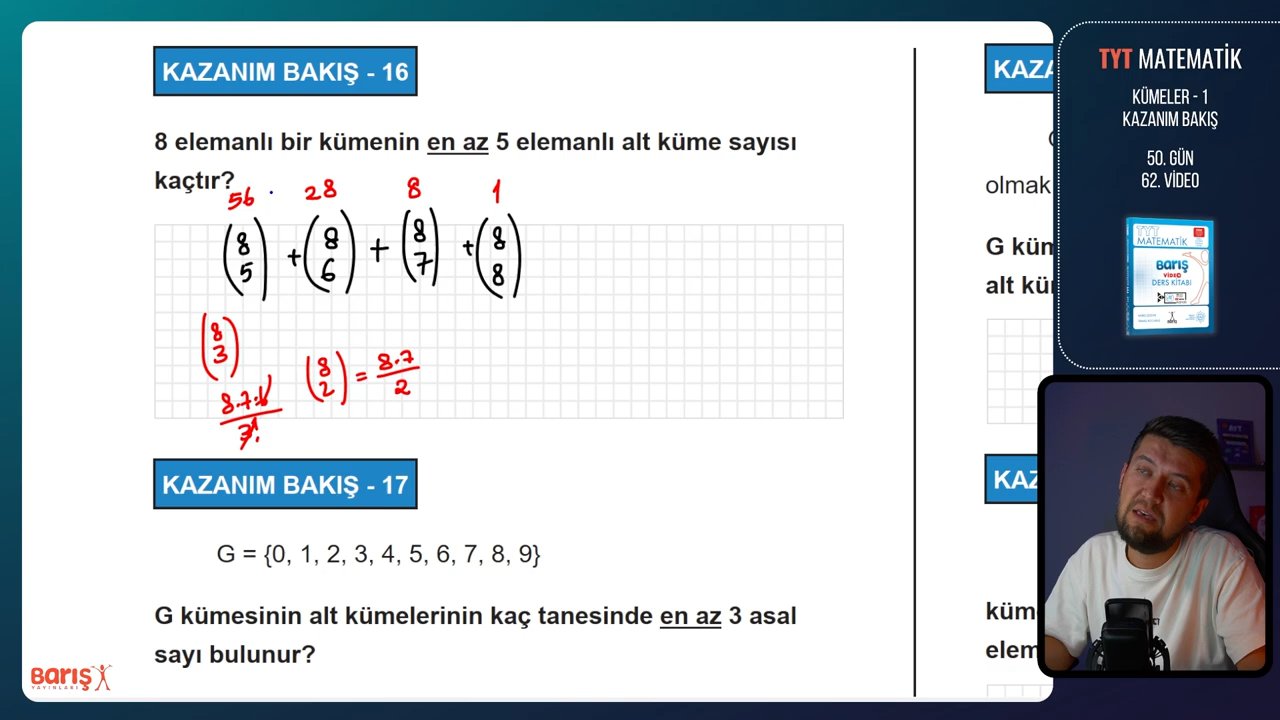 KAZANIM BAKIŞ - 16
8 elemanlı bir kümenin en az 5 elemanlı alt küme sayısı
kaçtır?
56 28 8 1
(8 5) + (8 6) + (8 7) + (8 8)
(8 3)
8.7.6 / 3!
(8 2) = 8.7 / 2
KAZANIM BAKIŞ - 17
G = {0, 1, 2, 3, 4, 5, 6, 7, 8, 9}
G kümesinin alt kümelerinin kaç tanesinde en az 3 asal
sayı bulunur?
BARIŞ
YAYINLARI
KAZA
olmak
G kün
alt kü
KAZ
küm
elem
TYT MATEMATİK
KÜMELER - 1
KAZANIM BAKIŞ
50. GÜN
62. VİDEO
TYT
MATEMATİK
BARIŞ
VİDEO
DERS KİTABI